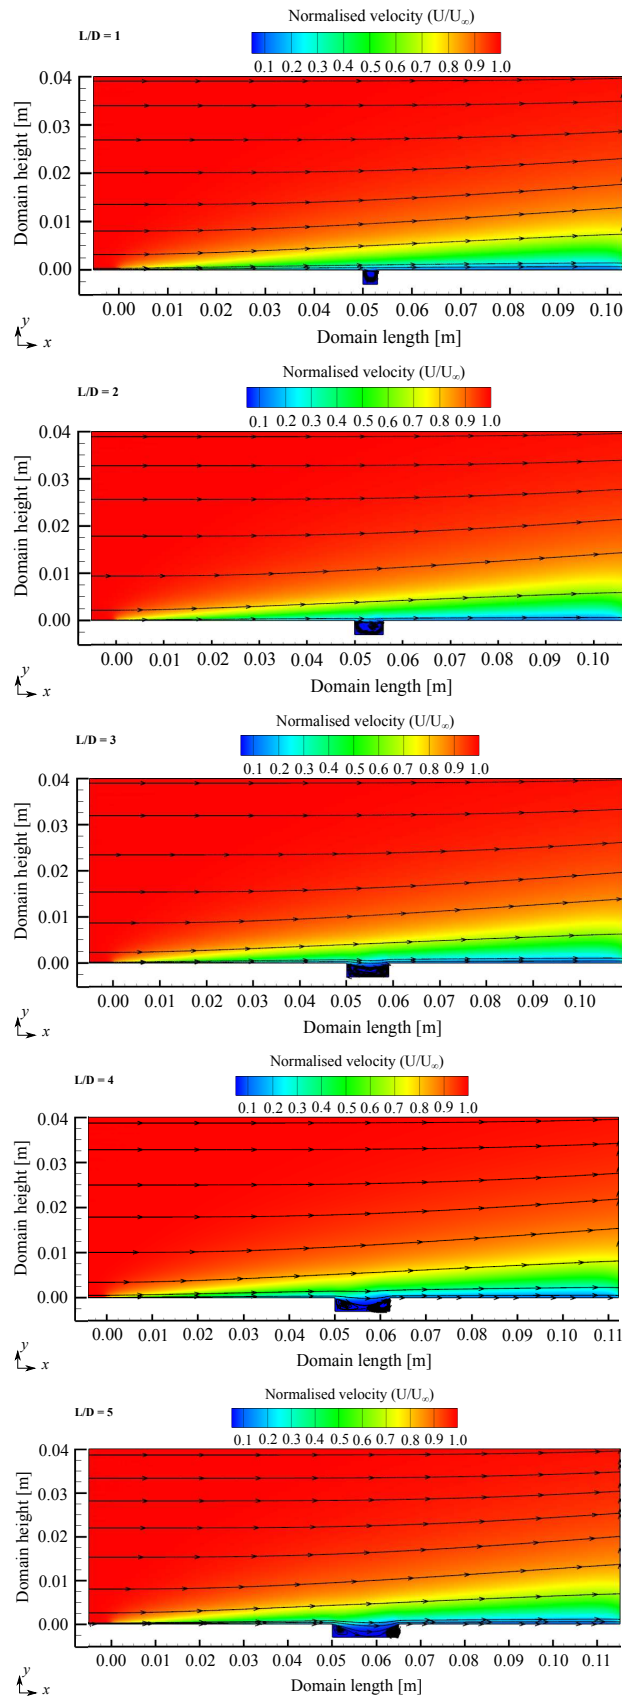 Normalised velocity (U/U∞)
L/D = 1
0.1 0.2 0.3 0.4 0.5 0.6 0.7 0.8 0.9 1.0
0.04
0.03
0.02
0.01
0.00
Domain height [m]
0.00 0.01 0.02 0.03 0.04 0.05 0.06 0.07 0.08 0.09 0.10
Domain length [m]
y
x
Normalised velocity (U/U∞)
L/D = 2
0.1 0.2 0.3 0.4 0.5 0.6 0.7 0.8 0.9 1.0
0.04
0.03
0.02
0.01
0.00
Domain height [m]
0.00 0.01 0.02 0.03 0.04 0.05 0.06 0.07 0.08 0.09 0.10
Domain length [m]
y
x
Normalised velocity (U/U∞)
L/D = 3
0.1 0.2 0.3 0.4 0.5 0.6 0.7 0.8 0.9 1.0
0.04
0.03
0.02
0.01
0.00
Domain height [m]
0.00 0.01 0.02 0.03 0.04 0.05 0.06 0.07 0.08 0.09 0.10
Domain length [m]
y
x
Normalised velocity (U/U∞)
L/D = 4
0.1 0.2 0.3 0.4 0.5 0.6 0.7 0.8 0.9 1.0
0.04
0.03
0.02
0.01
0.00
Domain height [m]
0.00 0.01 0.02 0.03 0.04 0.05 0.06 0.07 0.08 0.09 0.10 0.11
Domain length [m]
y
x
Normalised velocity (U/U∞)
L/D = 5
0.1 0.2 0.3 0.4 0.5 0.6 0.7 0.8 0.9 1.0
0.04
0.03
0.02
0.01
0.00
Domain height [m]
0.00 0.01 0.02 0.03 0.04 0.05 0.06 0.07 0.08 0.09 0.10 0.11
Domain length [m]
y
x